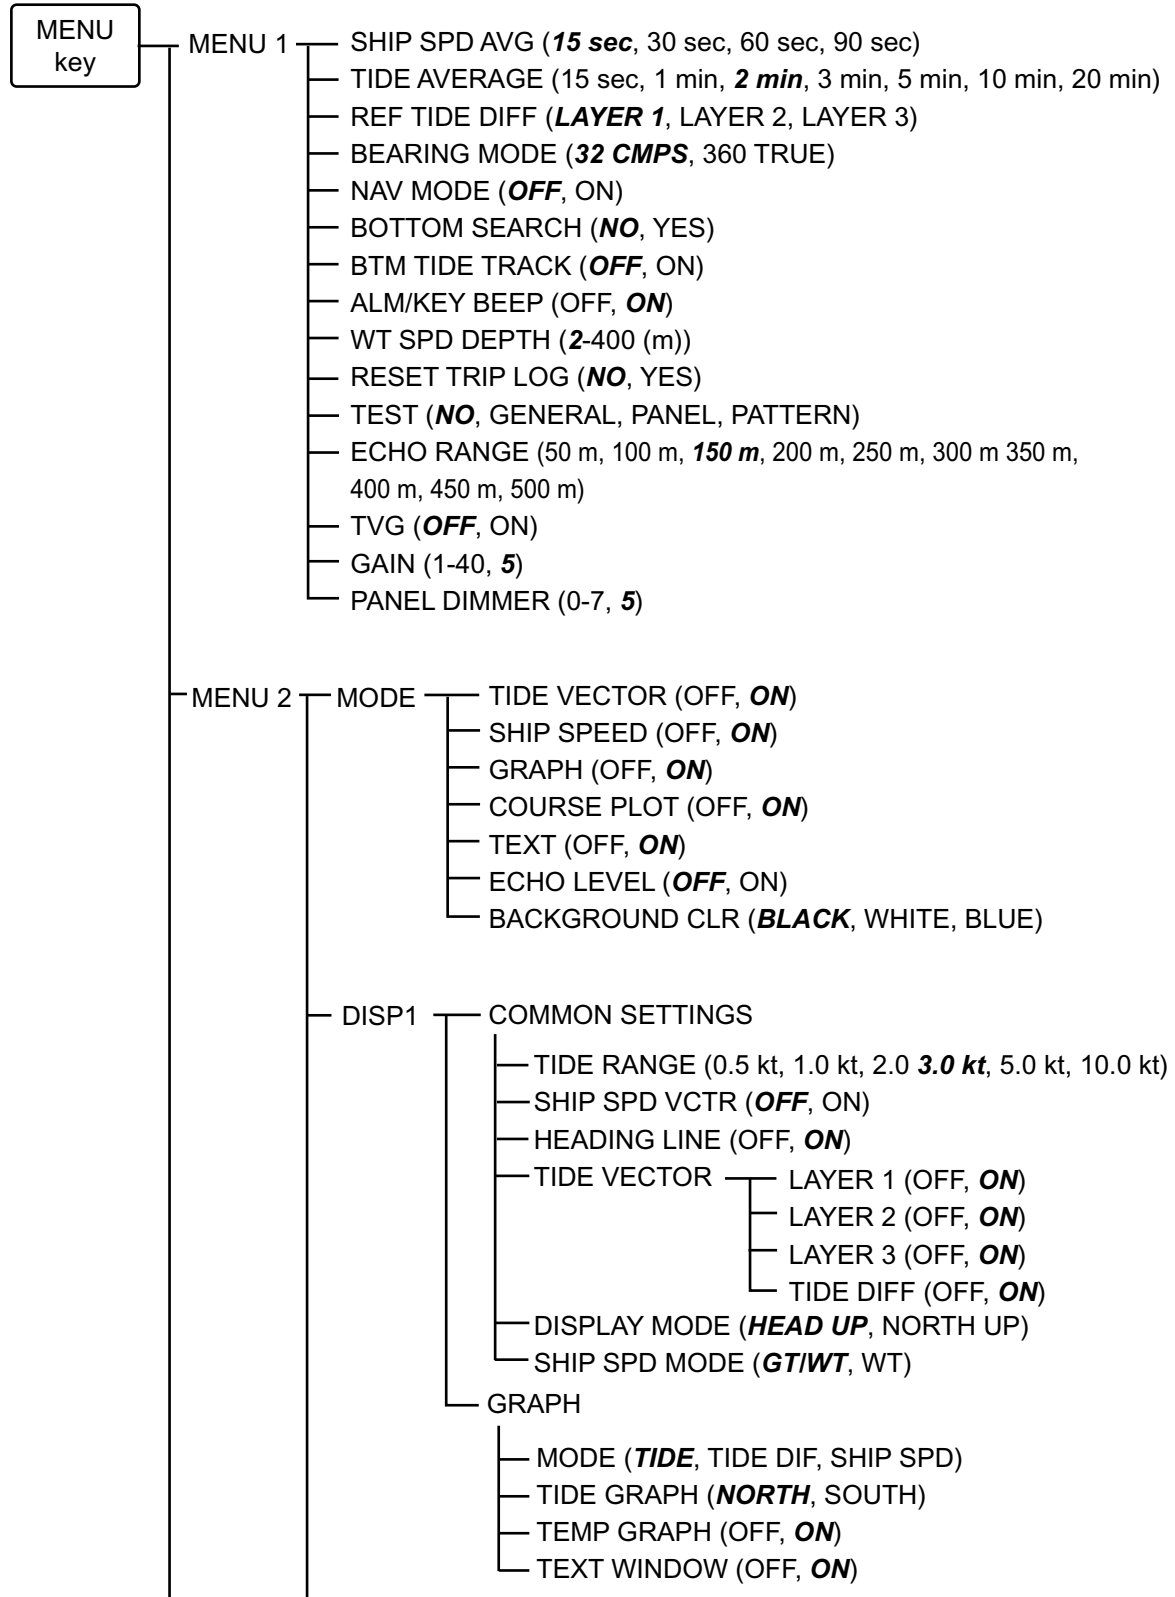 MENU
key
MENU 1
SHIP SPD AVG (15 sec, 30 sec, 60 sec, 90 sec)
TIDE AVERAGE (15 sec, 1 min, 2 min, 3 min, 5 min, 10 min, 20 min)
REF TIDE DIFF (LAYER 1, LAYER 2, LAYER 3)
BEARING MODE (32 CMPS, 360 TRUE)
NAV MODE (OFF, ON)
BOTTOM SEARCH (NO, YES)
BTM TIDE TRACK (OFF, ON)
ALM/KEY BEEP (OFF, ON)
WT SPD DEPTH (2-400 (m))
RESET TRIP LOG (NO, YES)
TEST (NO, GENERAL, PANEL, PATTERN)
ECHO RANGE (50 m, 100 m, 150 m, 200 m, 250 m, 300 m 350 m,
400 m, 450 m, 500 m)
TVG (OFF, ON)
GAIN (1-40, 5)
PANEL DIMMER (0-7, 5)
MENU 2
MODE
TIDE VECTOR (OFF, ON)
SHIP SPEED (OFF, ON)
GRAPH (OFF, ON)
COURSE PLOT (OFF, ON)
TEXT (OFF, ON)
ECHO LEVEL (OFF, ON)
BACKGROUND CLR (BLACK, WHITE, BLUE)
DISP1
COMMON SETTINGS
TIDE RANGE (0.5 kt, 1.0 kt, 2.0 3.0 kt, 5.0 kt, 10.0 kt)
SHIP SPD VCTR (OFF, ON)
HEADING LINE (OFF, ON)
TIDE VECTOR
LAYER 1 (OFF, ON)
LAYER 2 (OFF, ON)
LAYER 3 (OFF, ON)
TIDE DIFF (OFF, ON)
DISPLAY MODE (HEAD UP, NORTH UP)
SHIP SPD MODE (GT/WT, WT)
GRAPH
MODE (TIDE, TIDE DIF, SHIP SPD)
TIDE GRAPH (NORTH, SOUTH)
TEMP GRAPH (OFF, ON)
TEXT WINDOW (OFF, ON)